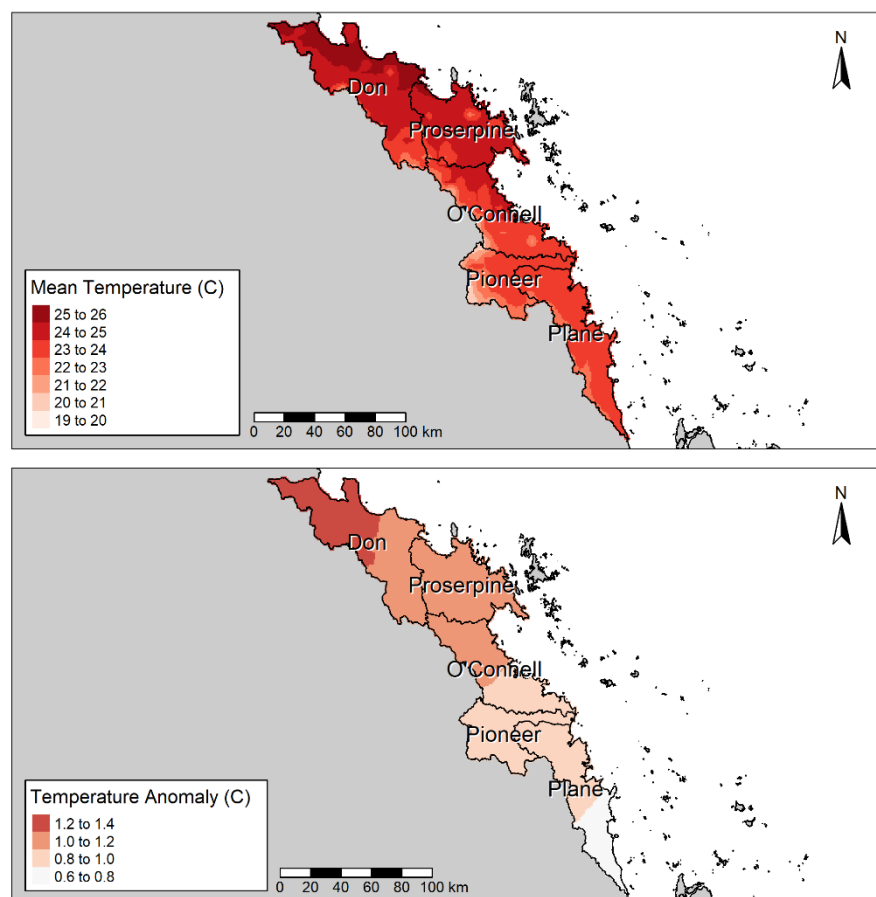 N
Don
Proserpine
O'Connell
Pioneer
Plane
Mean Temperature (C)
25 to 26
24 to 25
23 to 24
22 to 23
21 to 22
20 to 21
19 to 20
0 20 40 60 80 100 km
N
Don
Proserpine
O'Connell
Pioneer
Plane
Temperature Anomaly (C)
1.2 to 1.4
1.0 to 1.2
0.8 to 1.0
0.6 to 0.8
0 20 40 60 80 100 km